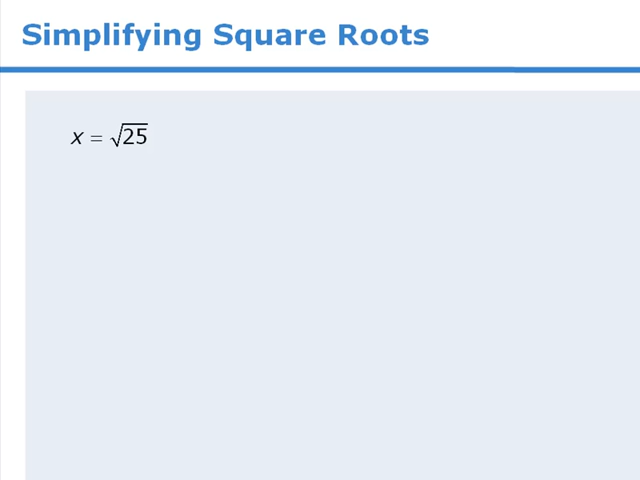 Simplifying Square Roots
x = √25